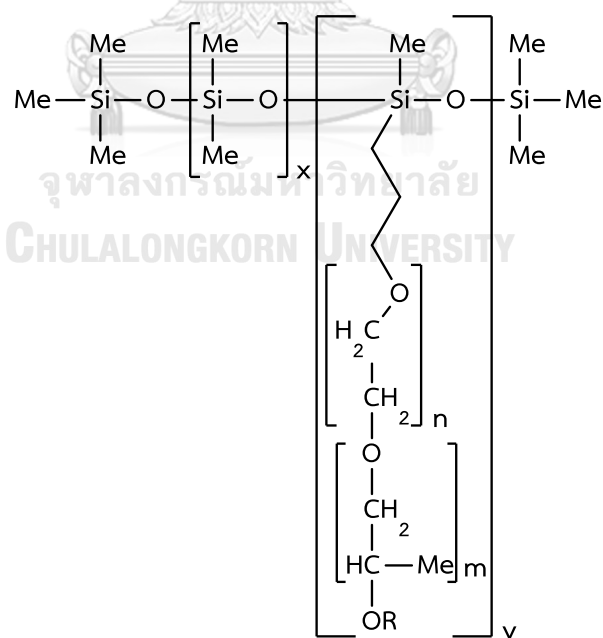 Me Me Me Me
Me Si O Si O Si O Si Me
Me Me Me
x
จุฬาลงกรณ์มหาวิทยาลัย
CHULALONGKORN UNIVERSITY
O
H2C
CH2
n
O
CH2
HC Me
m
OR
y